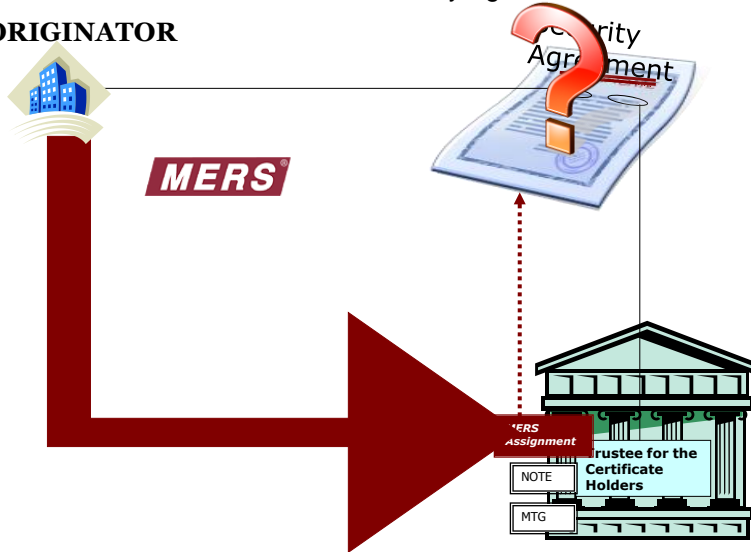 ORIGINATOR
Security
Agreement
MERS®
MERS
Assignment
Trustee for the
Certificate
Holders
NOTE
MTG